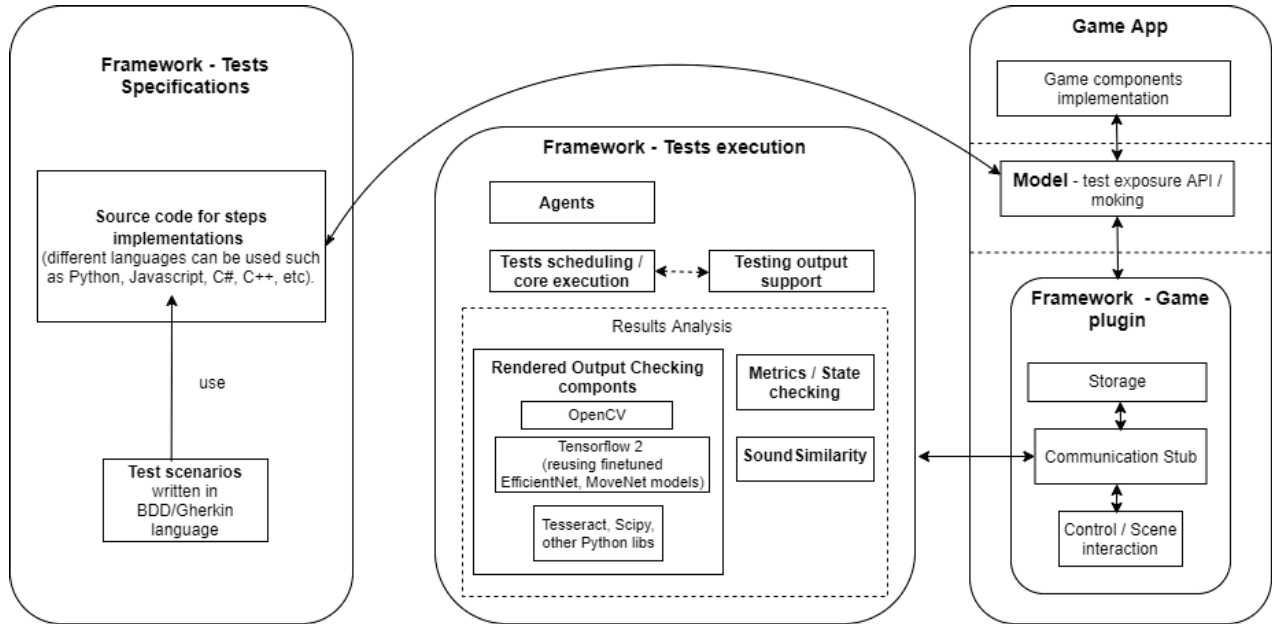 Framework - Tests
Specifications
Source code for steps
implementations
(different languages can be used such
as Python, Javascript, C#, C++, etc).
use
Test scenarios
written in
BDD/Gherkin
language
Framework - Tests execution
Agents
Tests scheduling /
core execution
Testing output
support
Results Analysis
Rendered Output Checking
componts
OpenCV
Tensorflow 2
(reusing finetuned
EfficientNet, MoveNet models)
Tesseract, Scipy,
other Python libs
Metrics / State
checking
Sound Similarity
Game App
Game components
implementation
Model - test exposure API /
moking
Framework - Game
plugin
Storage
Communication Stub
Control / Scene
interaction